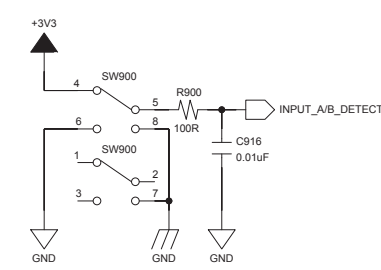 +3V3
SW900
4
5
R900
100R
INPUT_A/B_DETECT
6
8
SW900
C916
0.01uF
1
2
3
7
GND
GND
GND